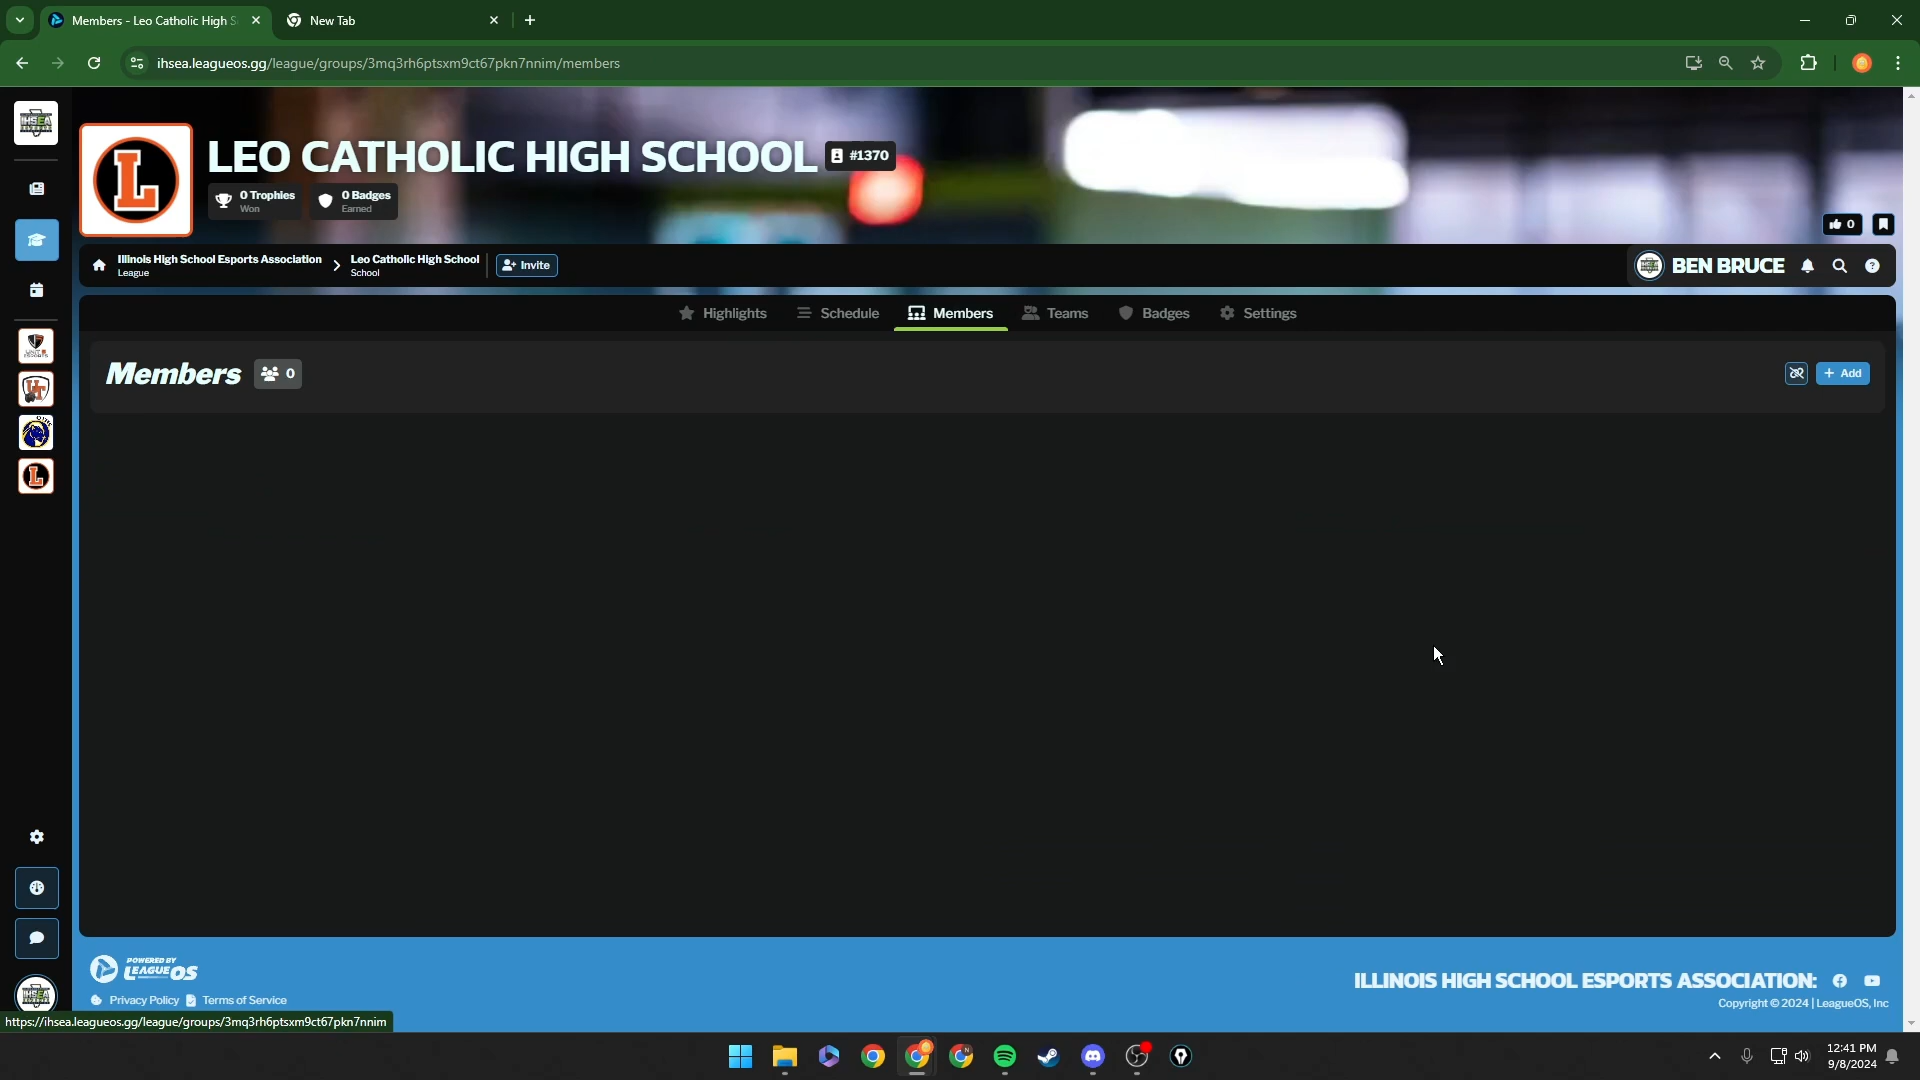 Members - Leo Catholic High S
New Tab
ihsea.leagueos.gg/league/groups/3mq3rh6ptsxm9ct67pkn7nnim/members
IHSEA
L
LEO CATHOLIC HIGH SCHOOL
#1370
0 Trophies
Won
0 Badges
Earned
0
Illinois High School Esports Association
League
Leo Catholic High School
School
Invite
BEN BRUCE
Highlights
Schedule
Members
Teams
Badges
Settings
Members
0
+ Add
L
IHSEA
POWERED BY
LEAGUEOS
Privacy Policy
Terms of Service
ILLINOIS HIGH SCHOOL ESPORTS ASSOCIATION:
Copyright © 2024 | LeagueOS, Inc
https://ihsea.leagueos.gg/league/groups/3mq3rh6ptsxm9ct67pkn7nnim
12:41 PM
9/8/2024